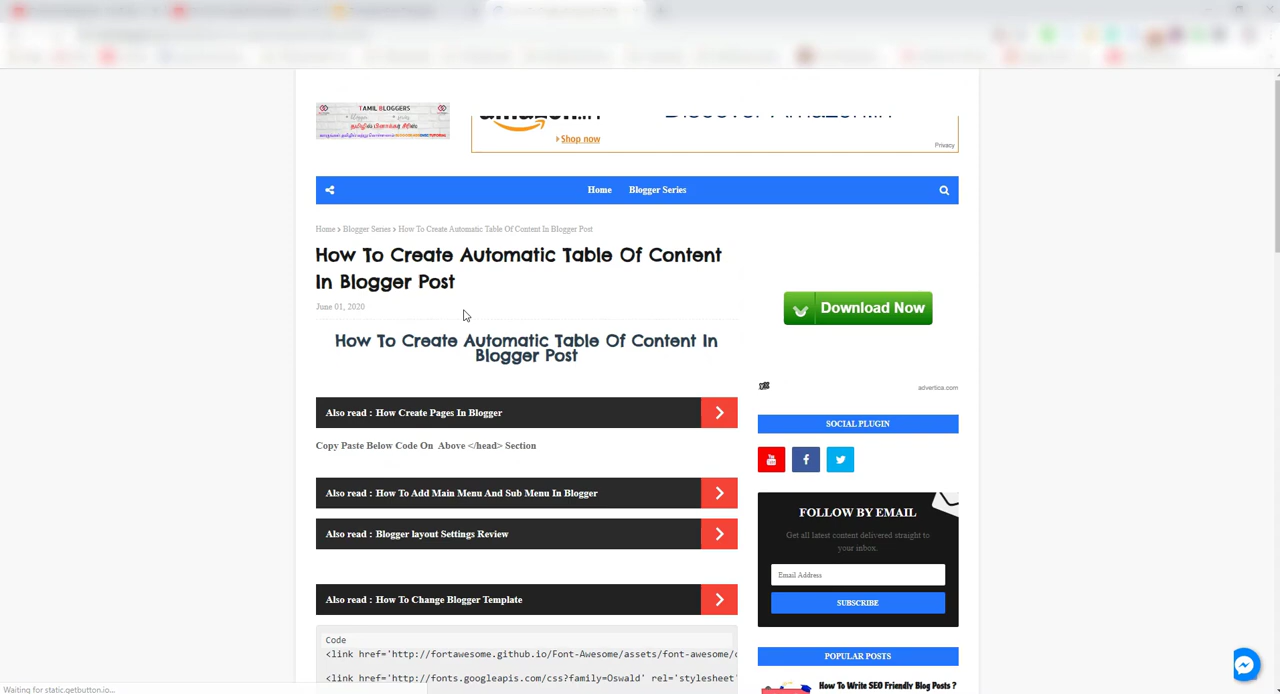 TAMIL BLOGGERS
Shop now
Privacy
Home
Blogger Series
Home > Blogger Series > How To Create Automatic Table Of Content In Blogger Post
How To Create Automatic Table Of Content
In Blogger Post
June 01, 2020
How To Create Automatic Table Of Content In
Blogger Post
Also read : How Create Pages In Blogger
Copy Paste Below Code On Above </head> Section
Also read : How To Add Main Menu And Sub Menu In Blogger
Also read : Blogger layout Settings Review
Also read : How To Change Blogger Template
Code
<link href='http://fortawesome.github.io/Font-Awesome/assets/font-awesome/
<link href='http://fonts.googleapis.com/css?family=Oswald' rel='stylesheet'
Download Now
advertica.com
SOCIAL PLUGIN
You
FOLLOW BY EMAIL
Get all latest content delivered straight to
your inbox.
Email Address
SUBSCRIBE
POPULAR POSTS
How To Write SEO Friendly Blog Posts ?
Waiting for static.getbutton.io...